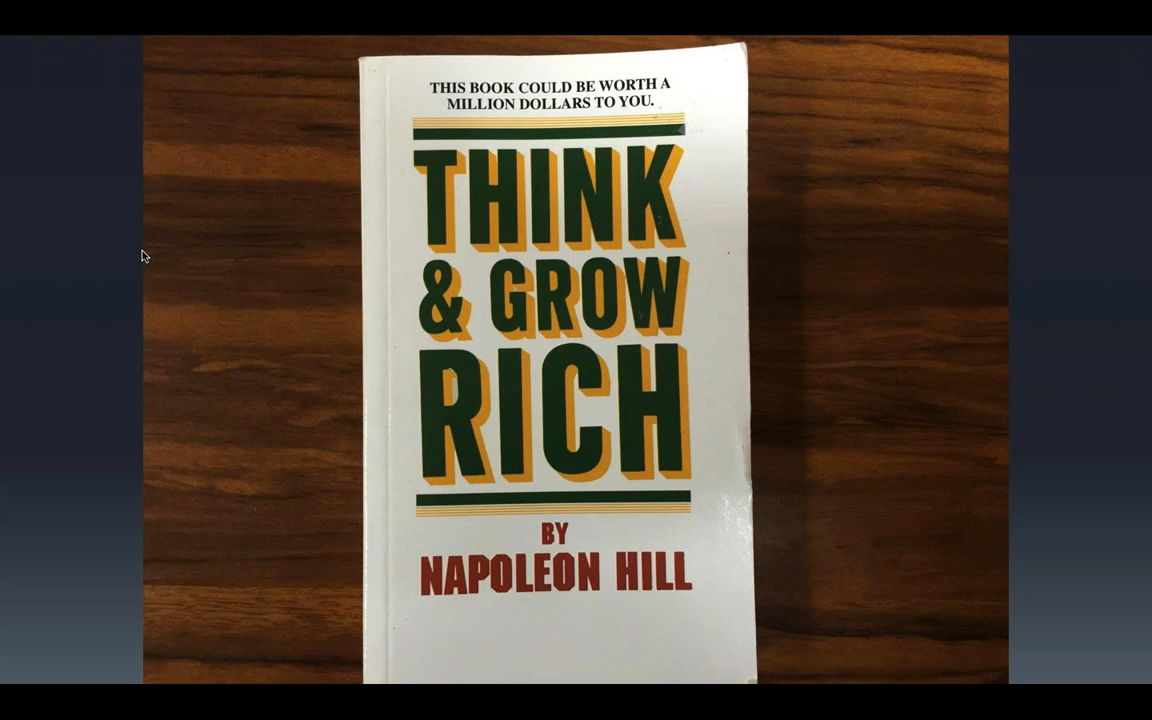 THIS BOOK COULD BE WORTH A
MILLION DOLLARS TO YOU.
THINK
& GROW
RICH
BY
NAPOLEON HILL